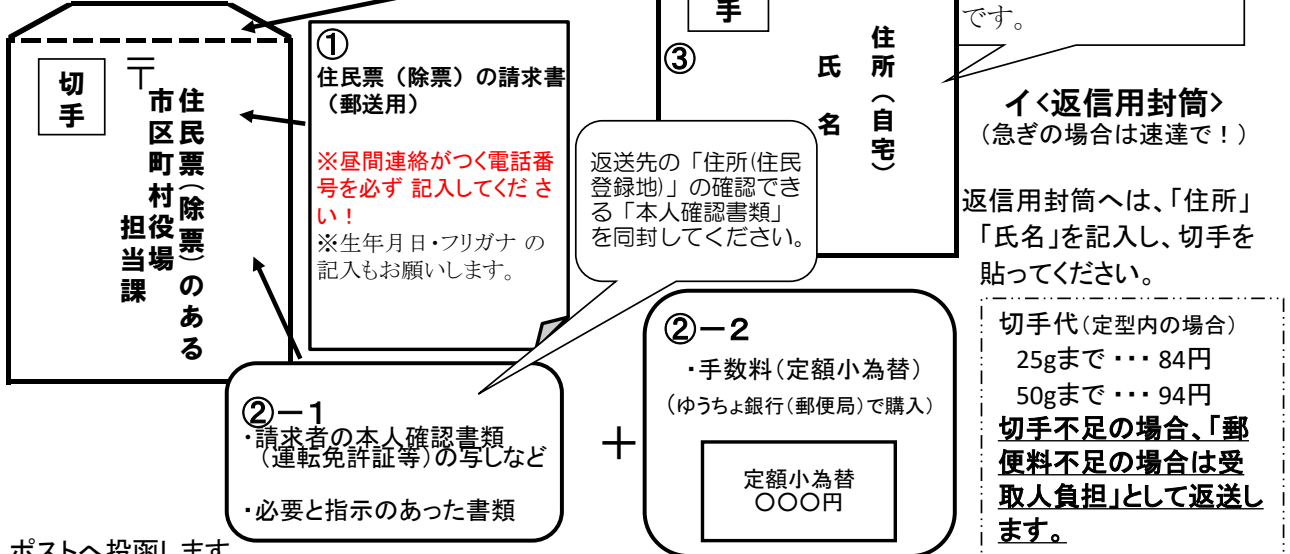 切
手
〒
住民票(除票)のある
市区町村役場
担当課
①
住民票（除票）の請求書
（郵送用）
※昼間連絡がつく電話番
号を必ず 記入してくだ さ
い！
※生年月日・フリガナ の
記入もお願いします。
手
③
住所（自宅）
氏名
です。
返送先の「住所(住民
登録地)」の確認でき
る「本人確認書類」
を同封してください。
イ<返信用封筒>
（急ぎの場合は速達で！）
返信用封筒へは、「住所」
「氏名」を記入し、切手を
貼ってください。
切手代（定型内の場合）
25gまで ・・・ 84円
50gまで ・・・ 94円
切手不足の場合、「郵
便料不足の場合は受
取人負担」として返送し
ます。
②－1
・請求者の本人確認書類
（運転免許証等）の写しなど
・必要と指示のあった書類
＋
②－2
・手数料（定額小為替）
（ゆうちょ銀行（郵便局）で購入）
定額小為替
〇〇〇円
ポストへ投函します